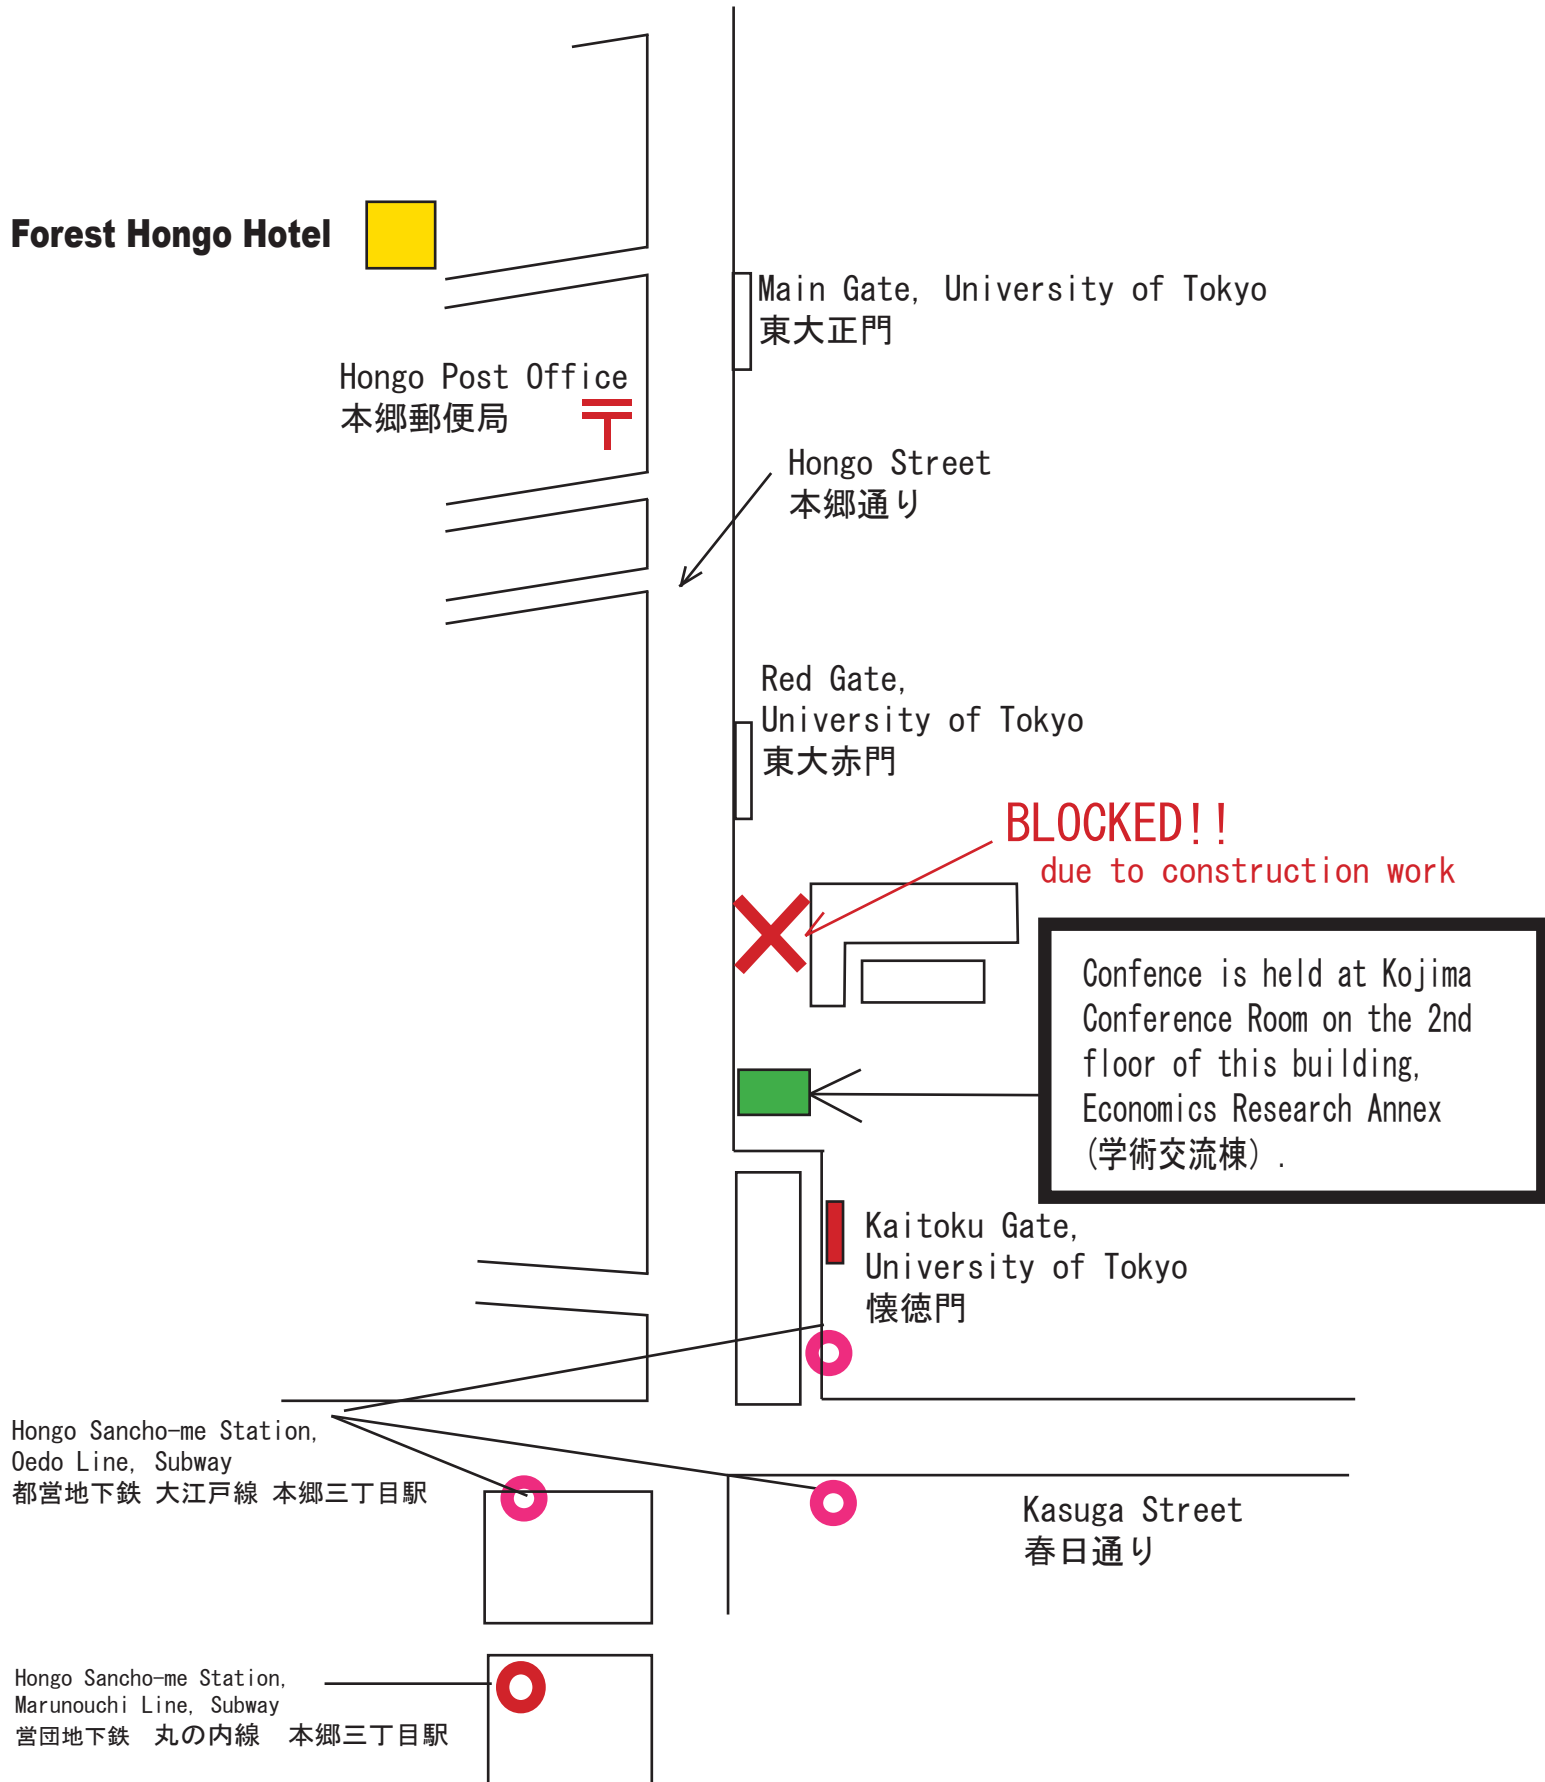 Forest Hongo Hotel
Main Gate, University of Tokyo
東大正門
Hongo Post Office
本郷郵便局
〒
Hongo Street
本郷通り
Red Gate,
University of Tokyo
東大赤門
BLOCKED!!
due to construction work
Confence is held at Kojima
Conference Room on the 2nd
floor of this building,
Economics Research Annex
(学術交流棟).
Kaitoku Gate,
University of Tokyo
懐徳門
Hongo Sancho-me Station,
Oedo Line, Subway
都営地下鉄 大江戸線 本郷三丁目駅
Kasuga Street
春日通り
Hongo Sancho-me Station,
Marunouchi Line, Subway
営団地下鉄 丸の内線 本郷三丁目駅